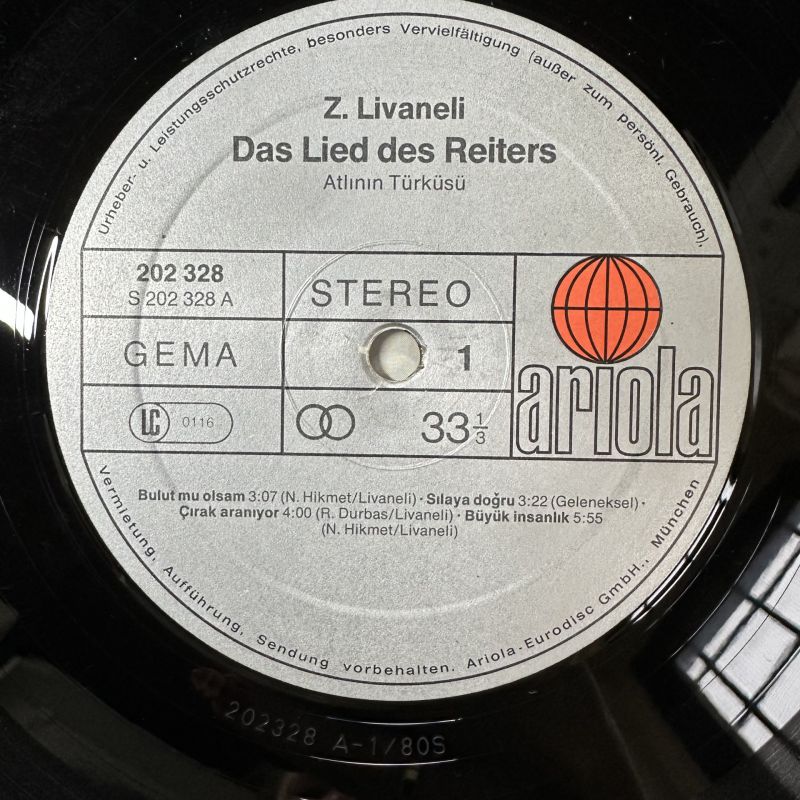 Urheber- u. Leistungsschutzrechte, besonders Vervielfältigung (außer zum persönl. Gebrauch),
Z. Livaneli
Das Lied des Reiters
Atlının Türküsü
202 328
S 202 328 A
STEREO
GEMA
1
LC 0116
33 1/3
ariola
Bulut mu olsam 3:07 (N. Hikmet/Livaneli) · Sılaya doğru 3:22 (Geleneksel) ·
Çırak aranıyor 4:00 (R. Durbaş/Livaneli) · Büyük insanlık 5:55
(N. Hikmet/Livaneli)
Vermietung, Aufführung, Sendung vorbehalten. Ariola-Eurodisc GmbH., München
202328 A-1/80S